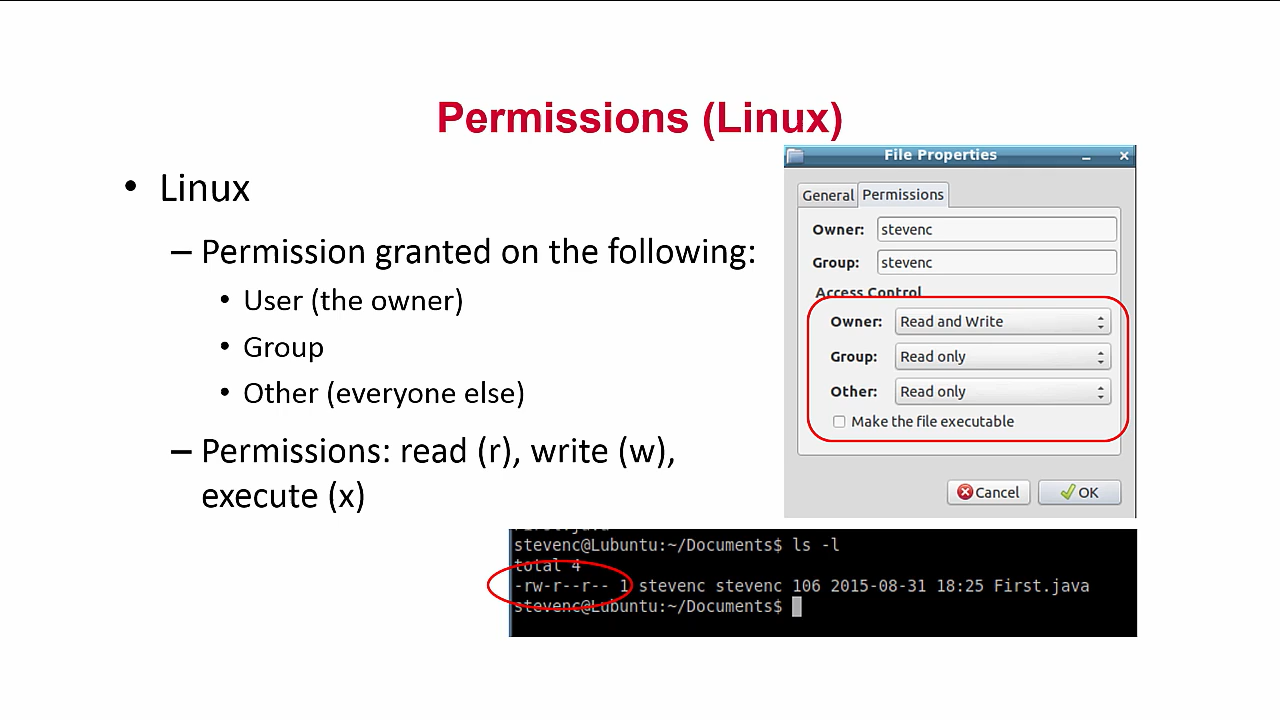 Permissions (Linux)
• Linux
– Permission granted on the following:
• User (the owner)
• Group
• Other (everyone else)
– Permissions: read (r), write (w),
execute (x)
File Properties
General Permissions
Owner: stevenc
Group: stevenc
Access Control
Owner: Read and Write
Group: Read only
Other: Read only
Make the file executable
Cancel OK
First.java
stevenc@Lubuntu:~/Documents$ ls -l
total 4
-rw-r--r-- 1 stevenc stevenc 106 2015-08-31 18:25 First.java
stevenc@Lubuntu:~/Documents$